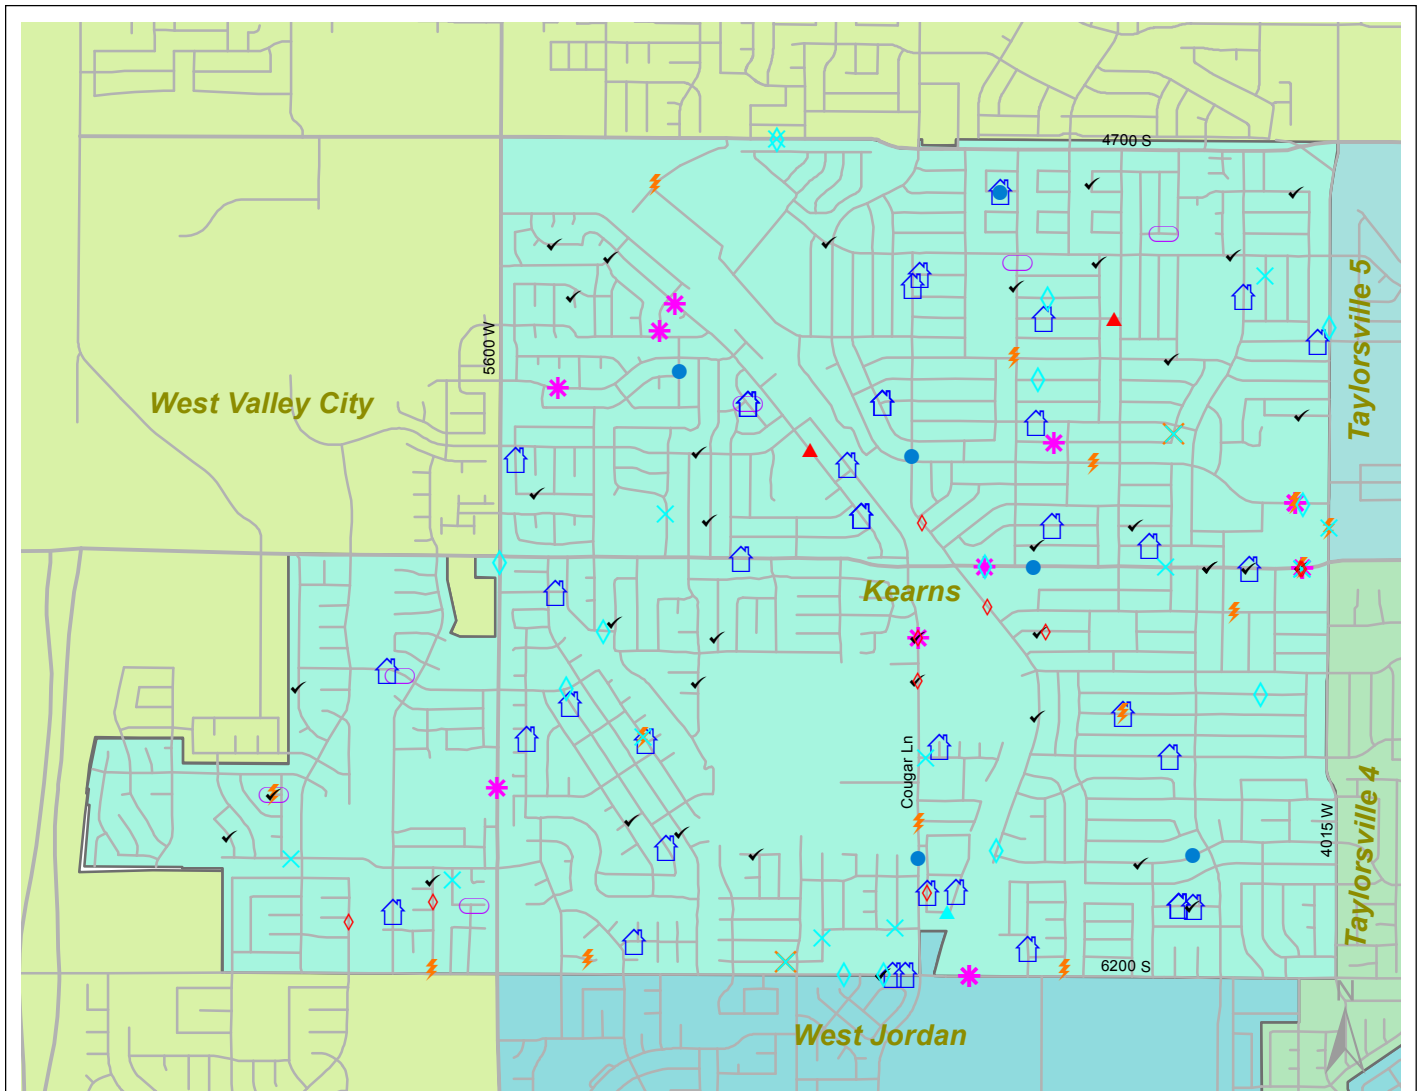 4700 S
Taylorsville 5
5600 W
West Valley City
Kearns
Cougar Ln
4015 W
Taylorsville 4
6200 S
N
West Jordan